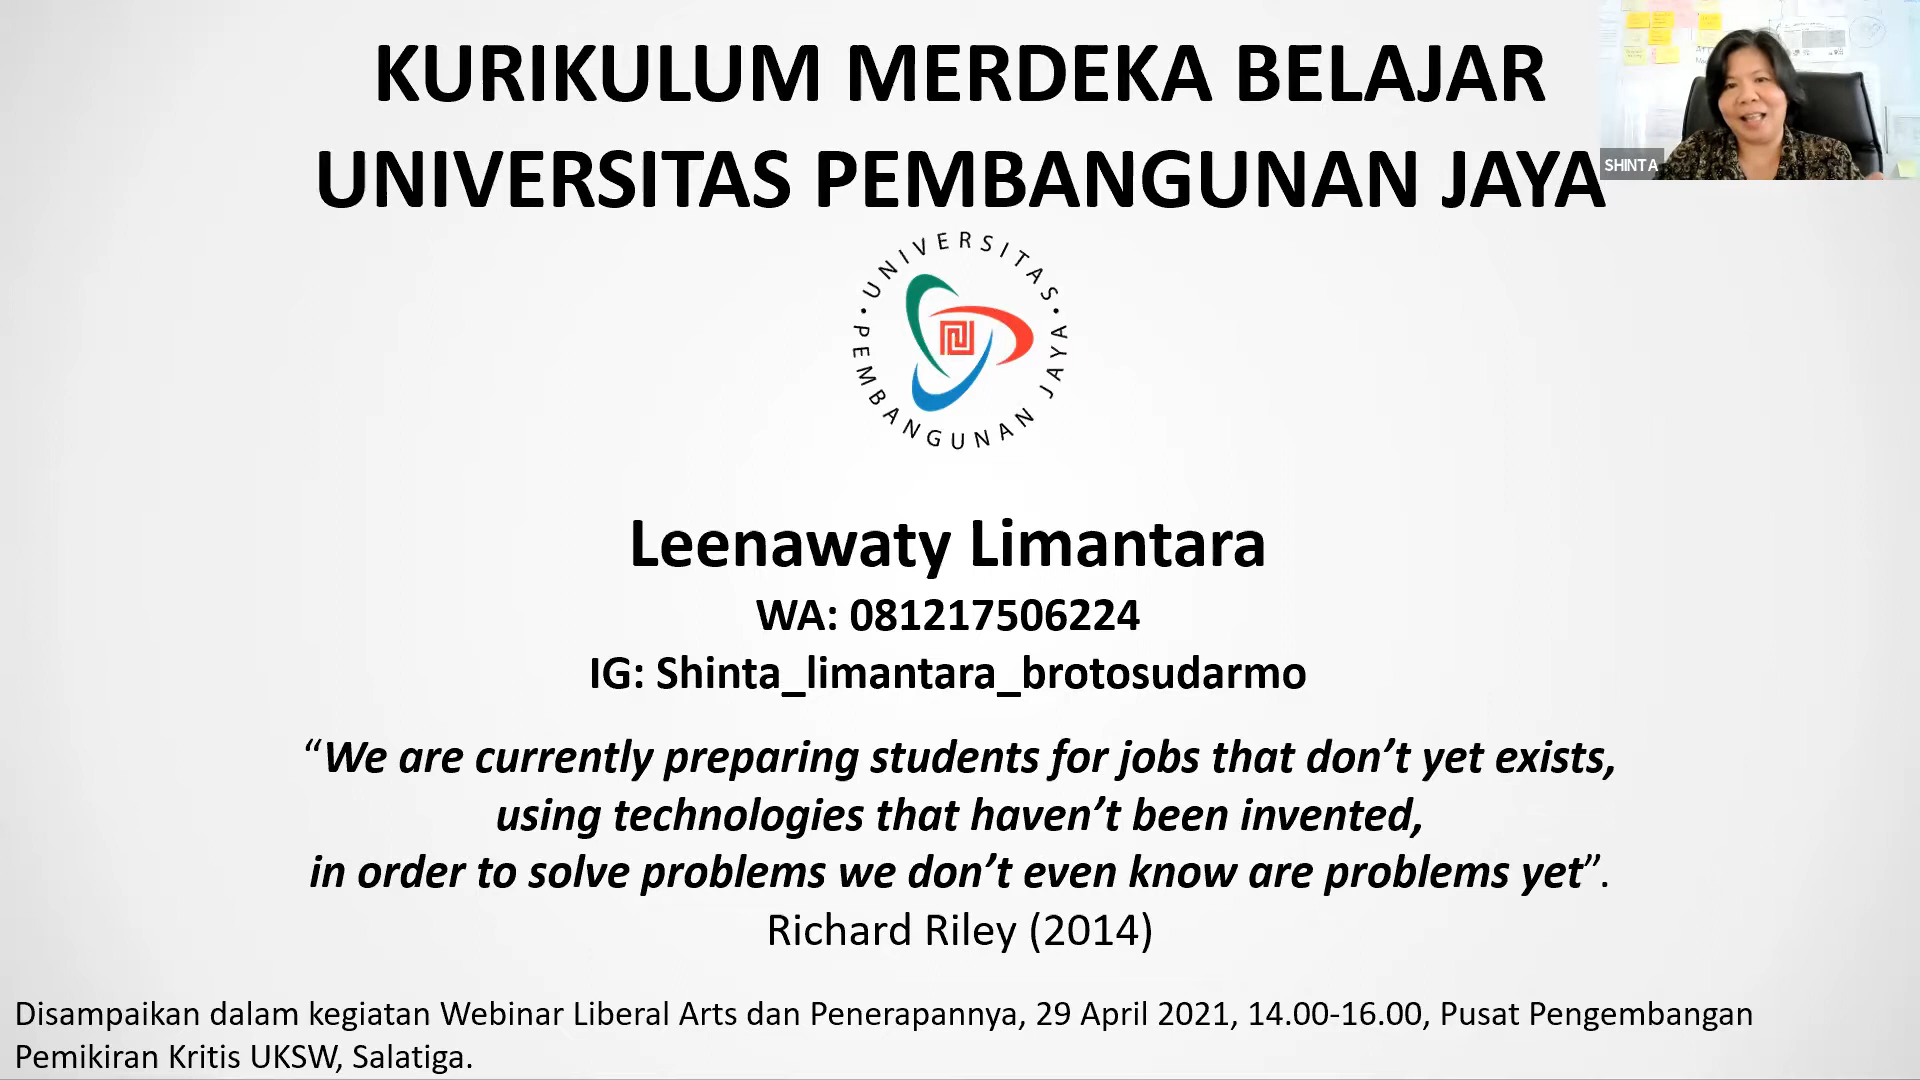 KURIKULUM MERDEKA BELAJAR
UNIVERSITAS PEMBANGUNAN JAYA
SHINTA
• UNIVERSITAS •
PEMBANGUNAN JAYA
Leenawaty Limantara
WA: 081217506224
IG: Shinta_limantara_brotosudarmo
“We are currently preparing students for jobs that don’t yet exists,
using technologies that haven’t been invented,
in order to solve problems we don’t even know are problems yet”.
Richard Riley (2014)
Disampaikan dalam kegiatan Webinar Liberal Arts dan Penerapannya, 29 April 2021, 14.00-16.00, Pusat Pengembangan
Pemikiran Kritis UKSW, Salatiga.